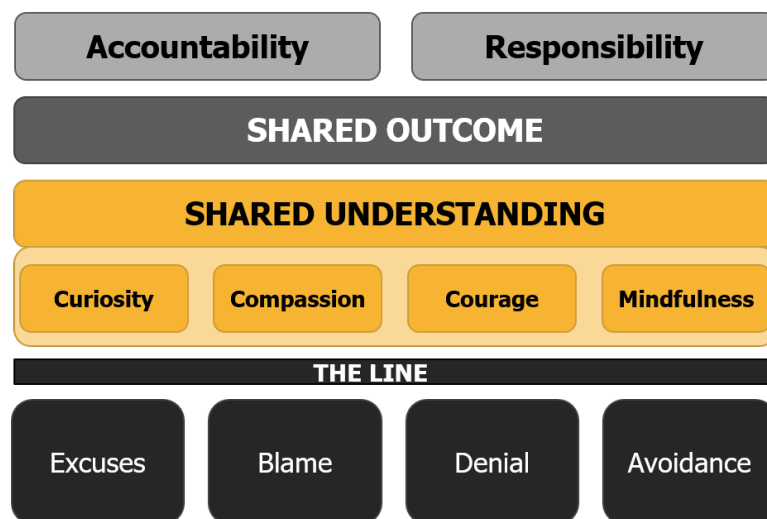 Accountability Responsibility
SHARED OUTCOME
SHARED UNDERSTANDING
Curiosity Compassion Courage Mindfulness
THE LINE
Excuses Blame Denial Avoidance